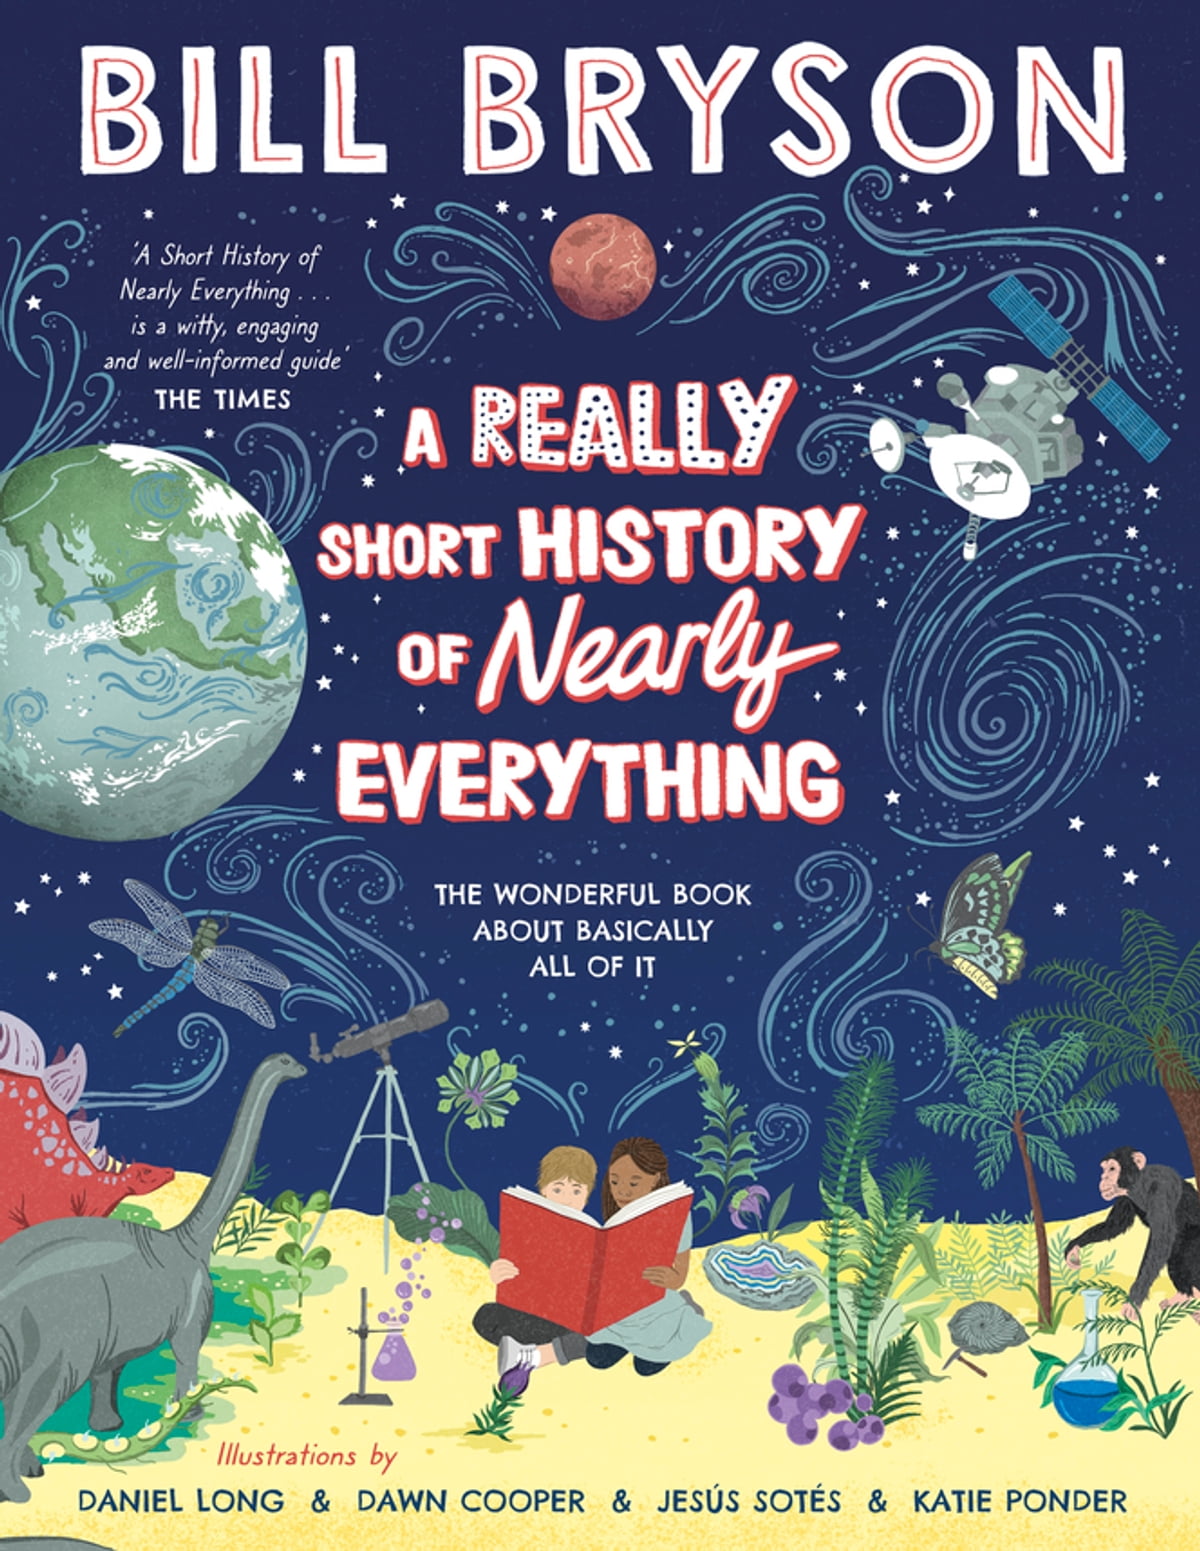 BILL BRYSON
'A Short History of
Nearly Everything . . .
is a witty, engaging
and well-informed guide'
THE TIMES
A REALLY
SHORT HISTORY
OF Nearly
EVERYTHING
THE WONDERFUL BOOK
ABOUT BASICALLY
ALL OF IT
Illustrations by
DANIEL LONG & DAWN COOPER & JESÚS SOTÉS & KATIE PONDER